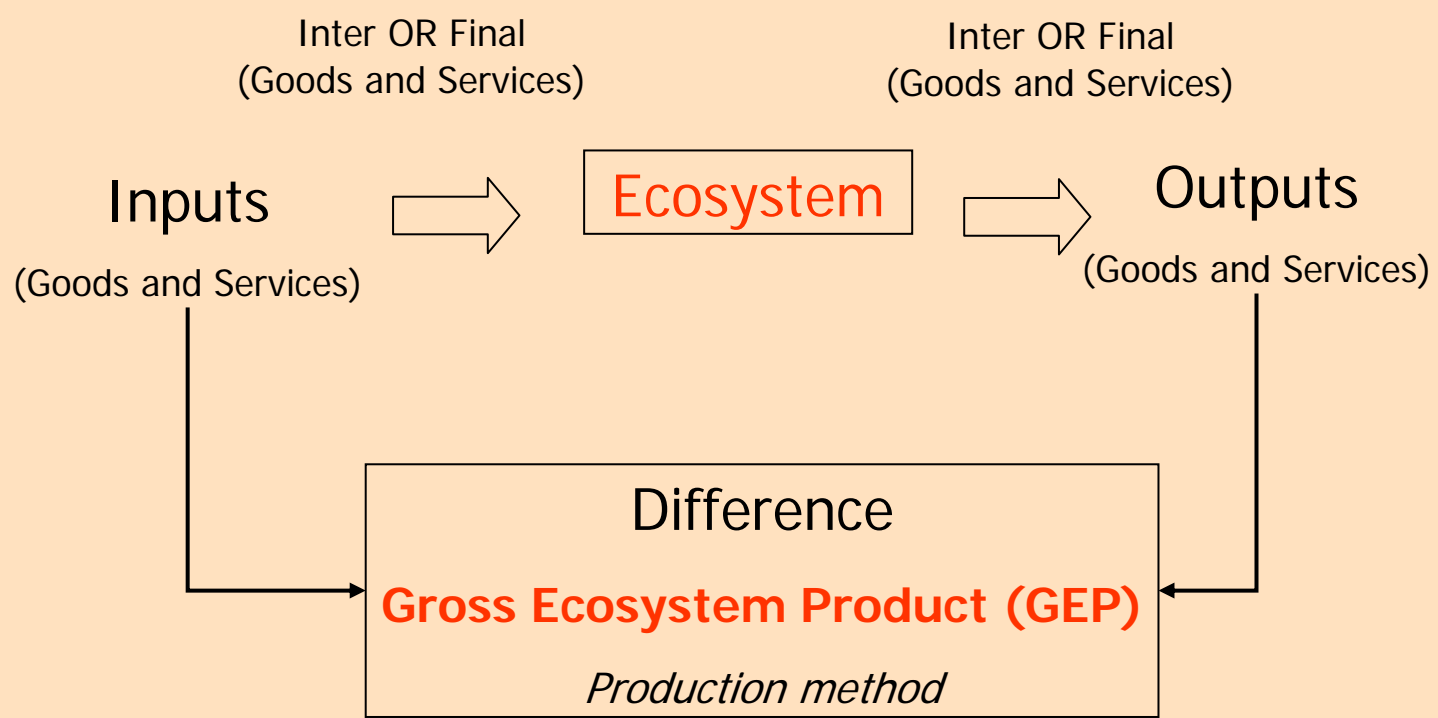 Inter OR Final
(Goods and Services)
Inter OR Final
(Goods and Services)
Inputs
(Goods and Services)
Ecosystem
Outputs
(Goods and Services)
Difference
Gross Ecosystem Product (GEP)
Production method